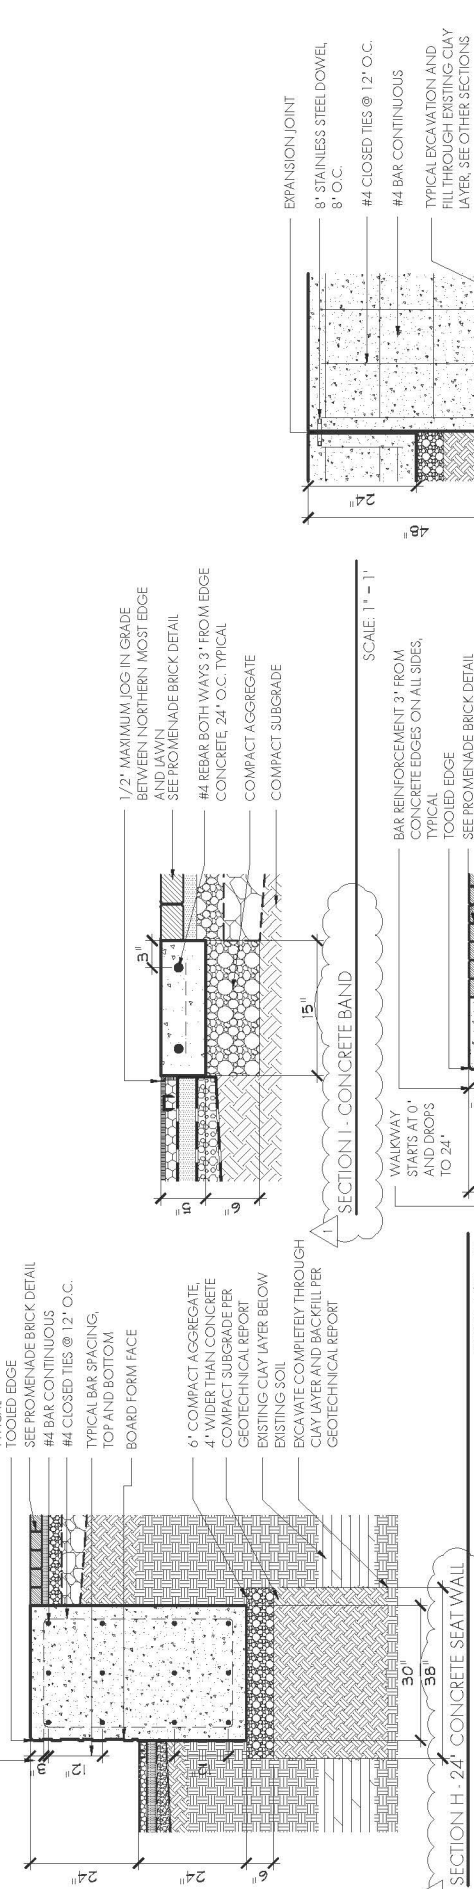 TOOLED EDGE
SEE PROMENADE BRICK DETAIL
#4 BAR CONTINUOUS
#4 CLOSED TIES @ 12" O.C.
TYPICAL BAR SPACING,
TOP AND BOTTOM
BOARD FORM FACE
6" COMPACT AGGREGATE,
4" WIDER THAN CONCRETE
COMPACT SUBGRADE PER
GEOTECHNICAL REPORT
EXISTING CLAY LAYER BELOW
EXISTING SOIL
EXCAVATE COMPLETELY THROUGH
CLAY LAYER AND BACKFILL PER
GEOTECHNICAL REPORT
3"
12"
12
24"
24"
6"
30"
38"
SECTION H - 24" CONCRETE SEAT WALL
1/2" MAXIMUM JOG IN GRADE
BETWEEN NORTHERN MOST EDGE
AND LAWN
SEE PROMENADE BRICK DETAIL
#4 REBAR BOTH WAYS 3" FROM EDGE
CONCRETE, 24" O.C. TYPICAL
COMPACT AGGREGATE
COMPACT SUBGRADE
3"
5"
6"
15"
1
SECTION I - CONCRETE BAND
SCALE: 1" = 1'
WALKWAY
STARTS AT 0"
AND DROPS
TO 24"
BAR REINFORCEMENT 3" FROM
CONCRETE EDGES ON ALL SIDES,
TYPICAL
TOOLED EDGE
SEE PROMENADE BRICK DETAIL
EXPANSION JOINT
8" STAINLESS STEEL DOWEL,
8" O.C.
#4 CLOSED TIES @ 12" O.C.
#4 BAR CONTINUOUS
TYPICAL EXCAVATION AND
FILL THROUGH EXISTING CLAY
LAYER, SEE OTHER SECTIONS
24"
48"